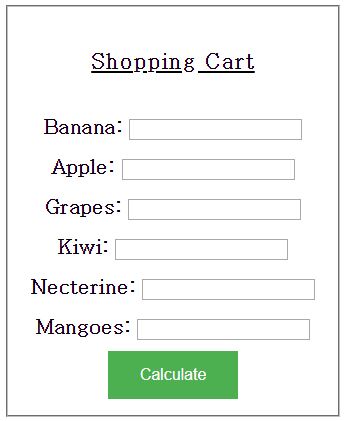 Shopping Cart
Banana:
Apple:
Grapes:
Kiwi:
Necterine:
Mangoes:
Calculate